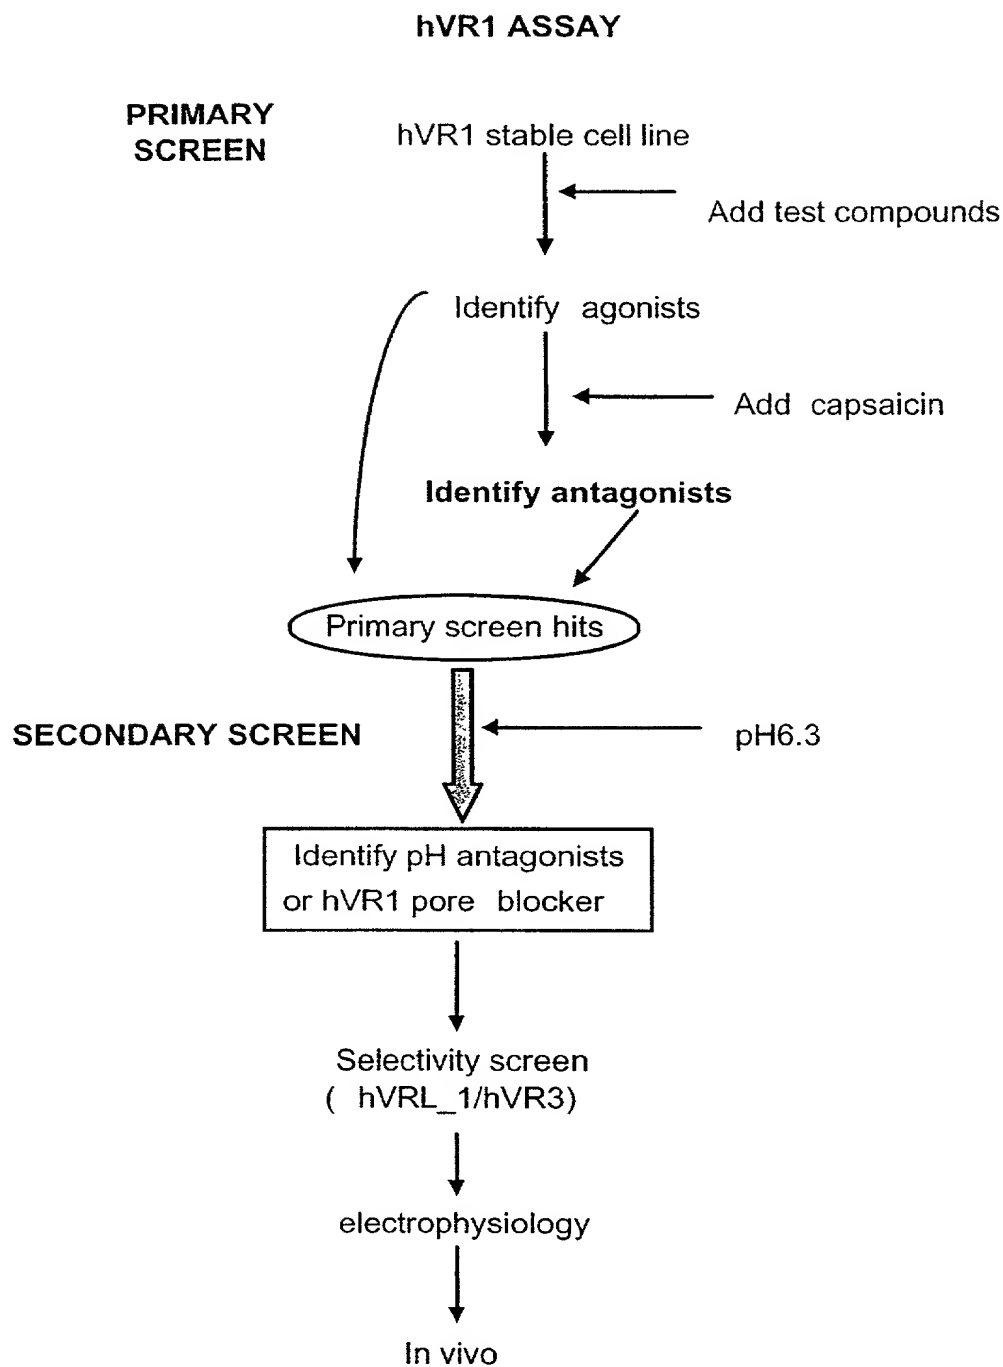 hVR1 ASSAY
PRIMARY
SCREEN
hVR1 stable cell line
Add test compounds
Identify agonists
Add capsaicin
Identify antagonists
Primary screen hits
SECONDARY SCREEN
pH6.3
Identify pH antagonists
or hVR1 pore blocker
Selectivity screen
( hVRL_1/hVR3)
electrophysiology
In vivo